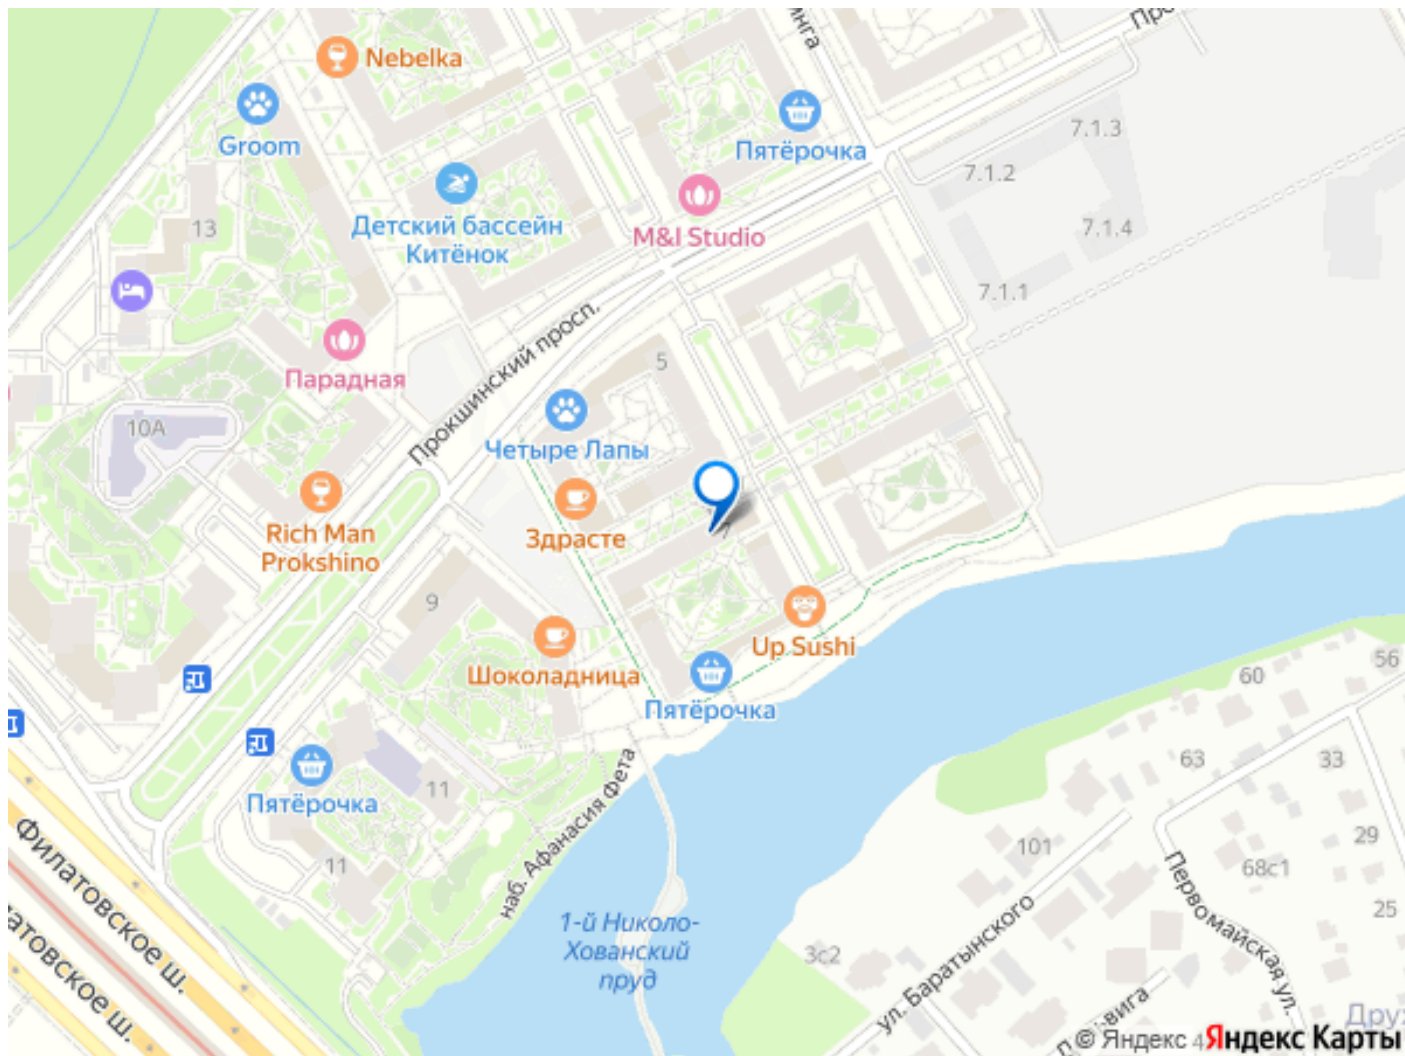 Nebelka
Groom
Пятёрочка
7.1.3
7.1.2
7.1.4
7.1.1
Детский бассейн
Китёнок
M&I Studio
13
Парадная
Прокшинский просп.
5
10А
Четыре Лапы
Rich Man
Prokshino
Здрасте
7
9
Up Sushi
Шоколадница
Пятёрочка
56
60
63
33
Пятёрочка
11
11
наб. Афанасия Фета
Филатовское ш.
101
29
68с1
25
1-й Николо-
Хованский
пруд
3с2
ул. Баратынского
Первомайская ул.
© Яндекс
Яндекс Карты